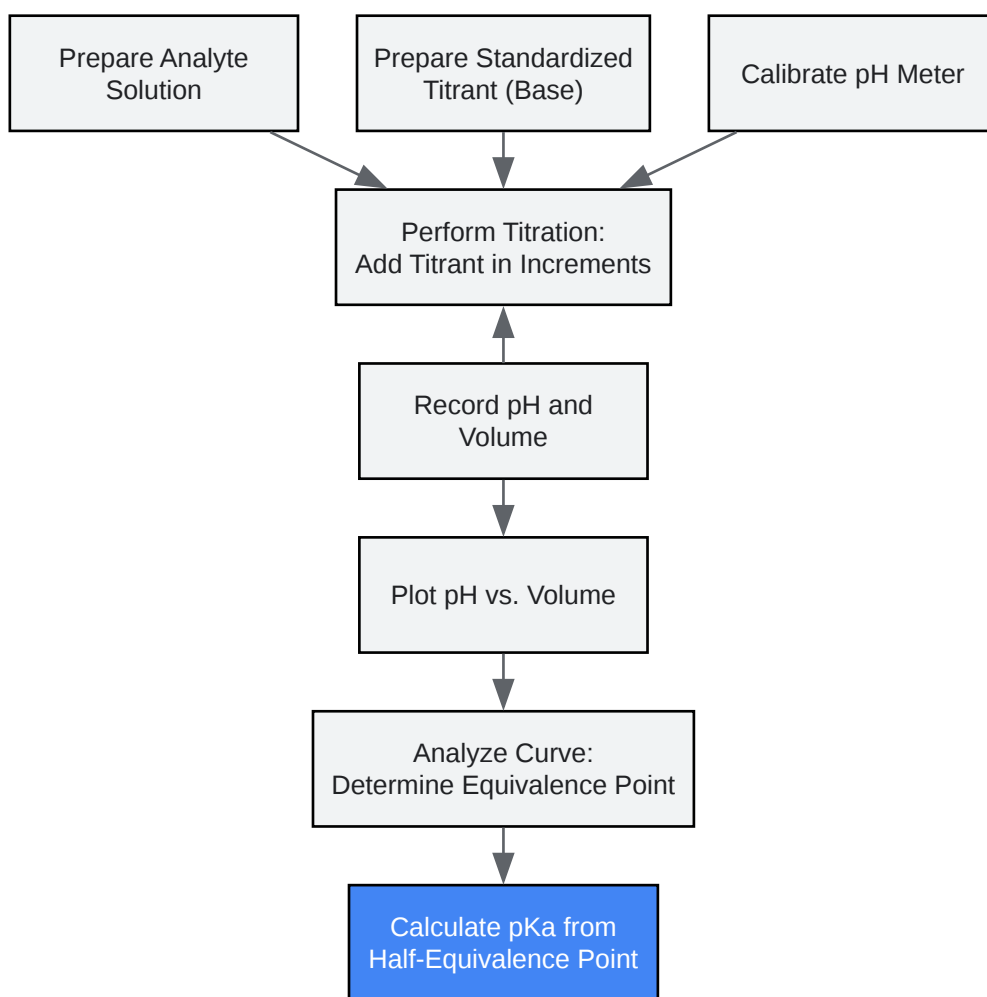 Prepare Analyte
Solution
Prepare Standardized
Titrant (Base)
Calibrate pH Meter
Perform Titration:
Add Titrant in Increments
Record pH and
Volume
Plot pH vs. Volume
Analyze Curve:
Determine Equivalence Point
Calculate pKa from
Half-Equivalence Point